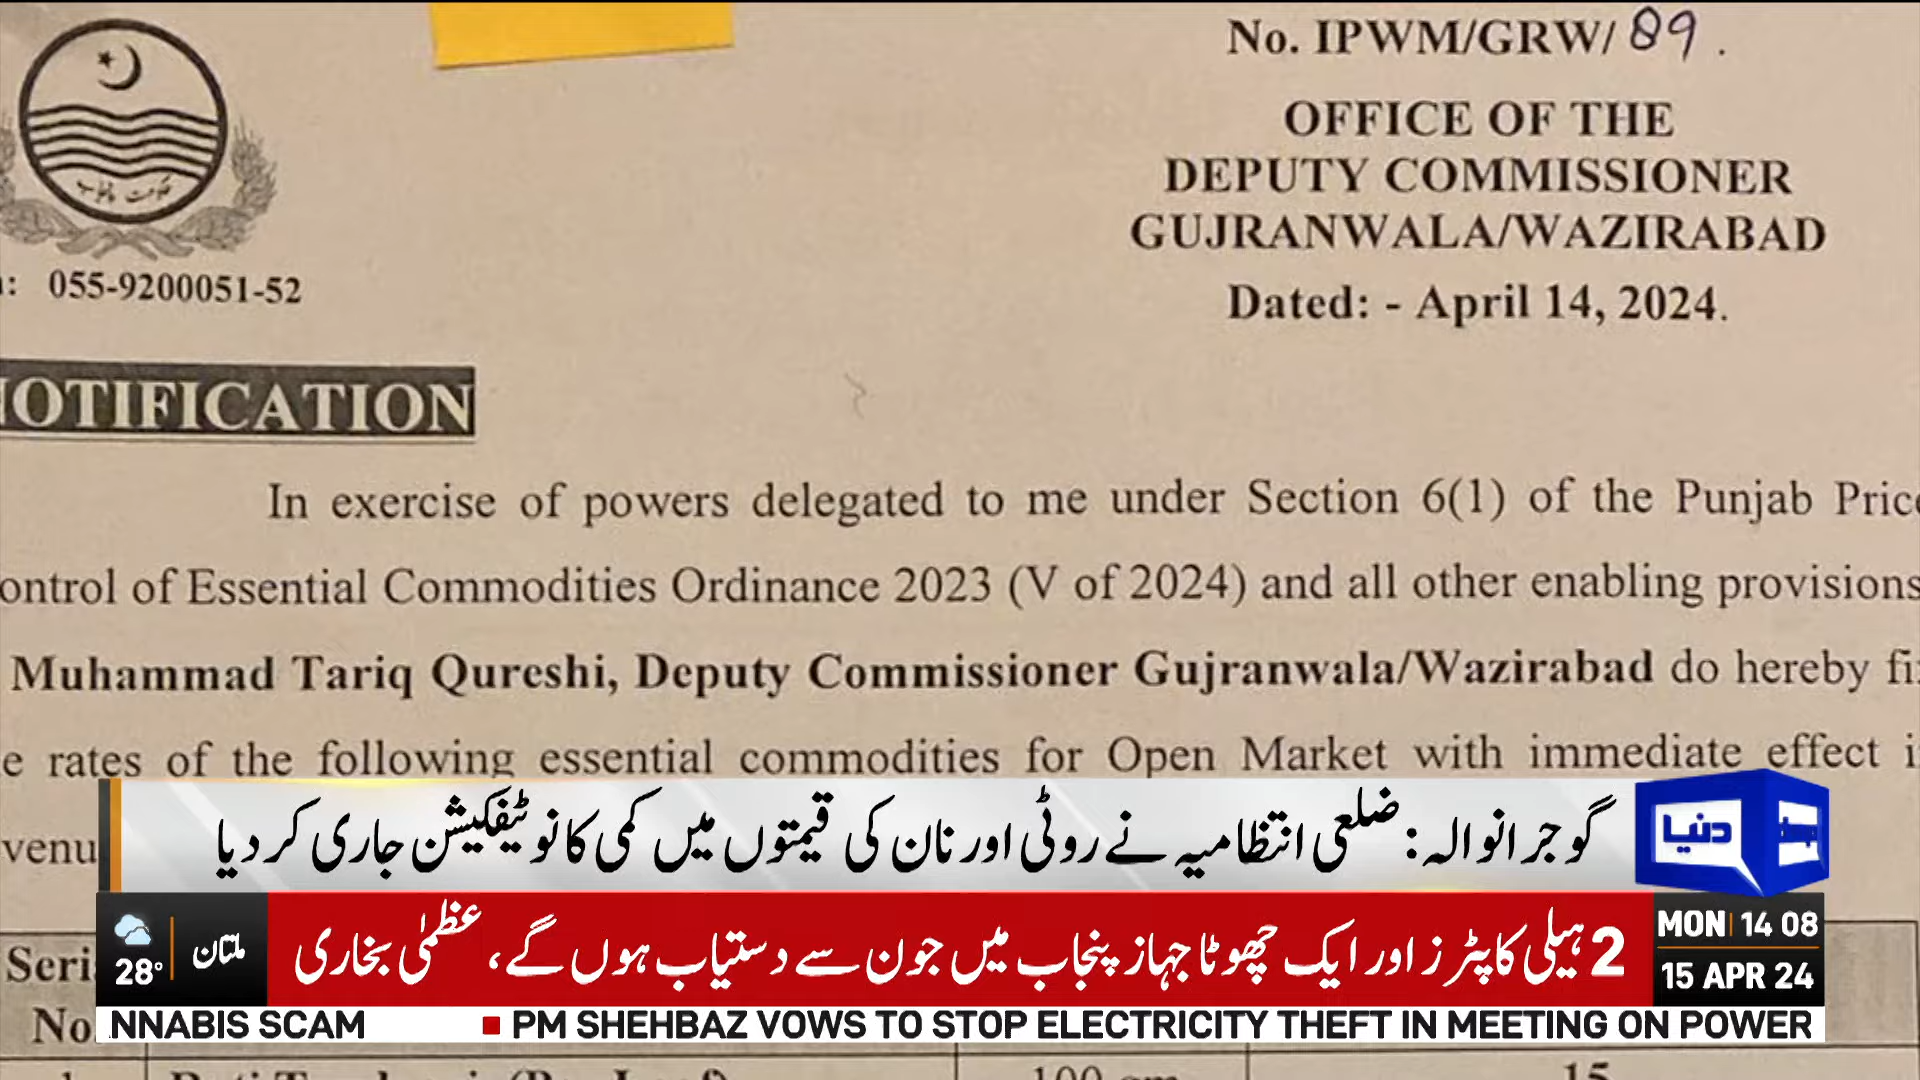 No. IPWM/GRW/89.
OFFICE OF THE
DEPUTY COMMISSIONER
GUJRANWALA/WAZIRABAD
Dated: - April 14, 2024.
حکومت پنجاب
055-9200051-52
NOTIFICATION
In exercise of powers delegated to me under Section 6(1) of the Punjab Price
ontrol of Essential Commodities Ordinance 2023 (V of 2024) and all other enabling provisions
Muhammad Tariq Qureshi, Deputy Commissioner Gujranwala/Wazirabad do hereby fi
e rates of the following essential commodities for Open Market with immediate effect i
venu
گوجرانوالہ: ضلعی انتظامیہ نے روٹی اور نان کی قیمتوں میں کمی کا نوٹیفکیشن جاری کر دیا
دنیا
2 ہیلی کاپٹرز اور ایک چھوٹا جہاز پنجاب میں جون سے دستیاب ہوں گے، عظمٰی بخاری
ملتان
28°
MON 14 08
15 APR 24
Seri
No
NNABIS SCAM ■ PM SHEHBAZ VOWS TO STOP ELECTRICITY THEFT IN MEETING ON POWER
100 gm
15